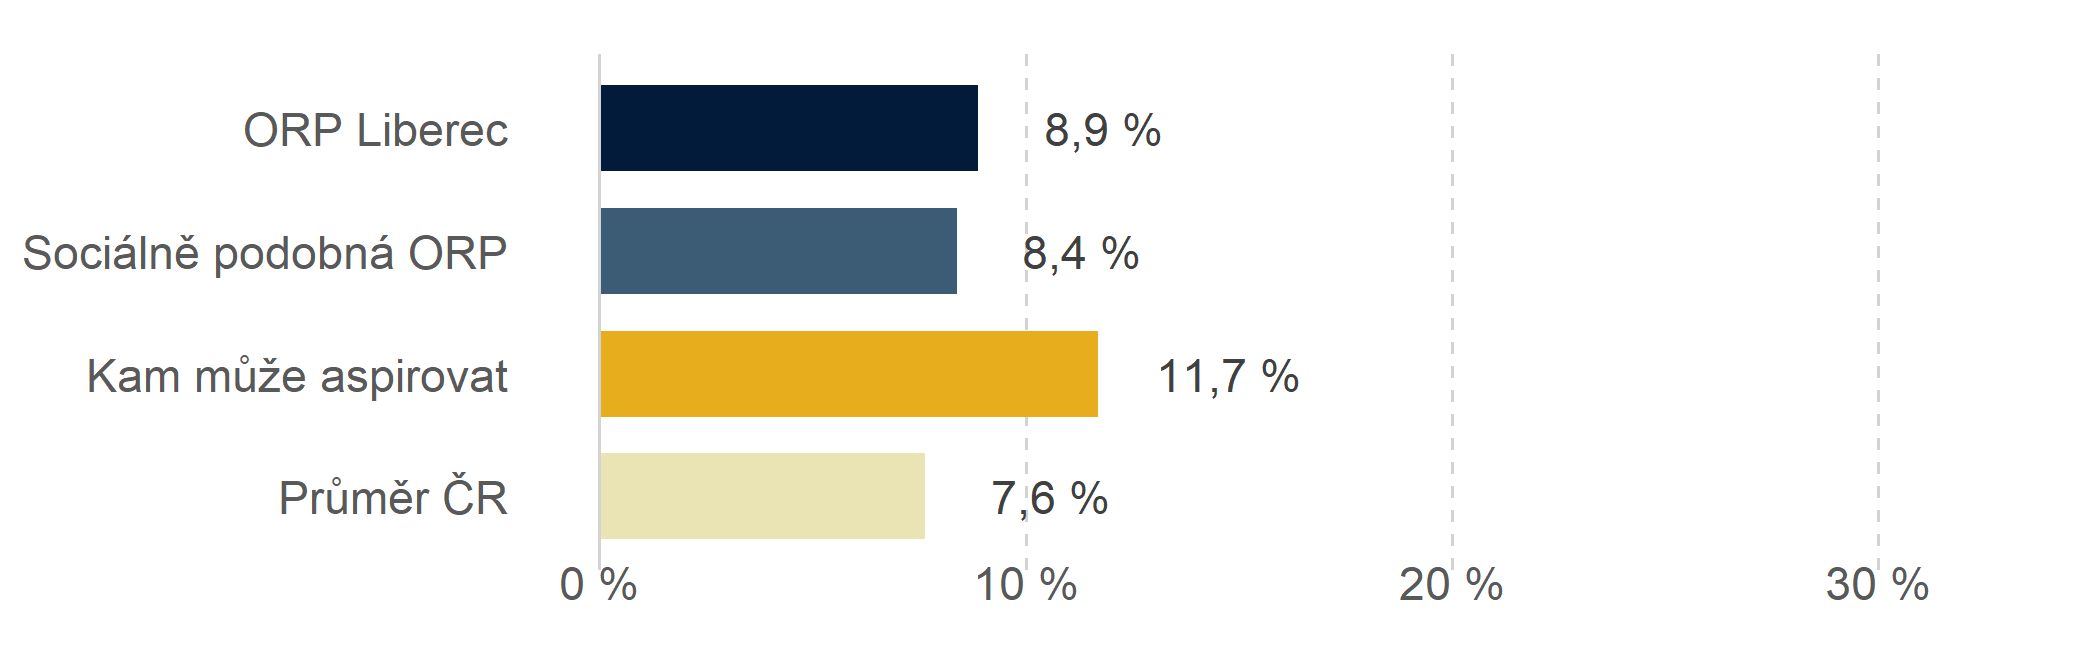 ORP Liberec 8,9 %
Sociálně podobná ORP 8,4 %
Kam může aspirovat 11,7 %
Průměr ČR 7,6 %
0 % 10 % 20 % 30 %